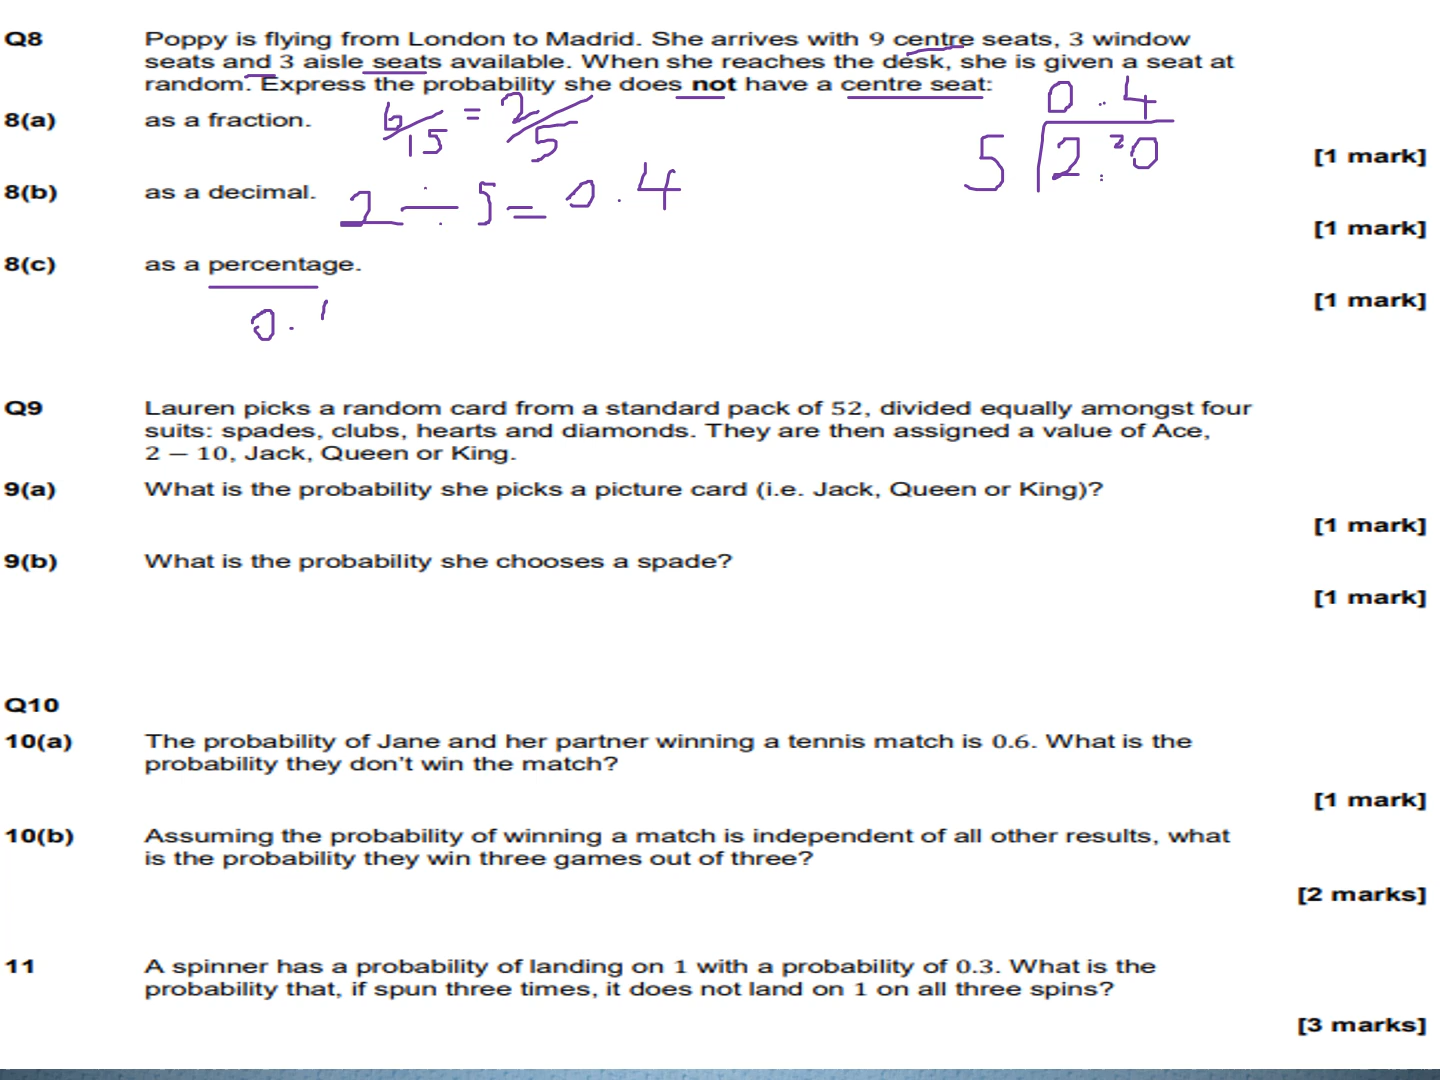 Q8 Poppy is flying from London to Madrid. She arrives with 9 centre seats, 3 window
seats and 3 aisle seats available. When she reaches the desk, she is given a seat at
random. Express the probability she does not have a centre seat:
8(a) as a fraction.
6/15 = 2/5
0.4
5 2.²0
[1 mark]
8(b) as a decimal.
2 ÷ 5 = 0.4
[1 mark]
8(c) as a percentage.
[1 mark]
0.
Q9 Lauren picks a random card from a standard pack of 52, divided equally amongst four
suits: spades, clubs, hearts and diamonds. They are then assigned a value of Ace,
2 – 10, Jack, Queen or King.
9(a) What is the probability she picks a picture card (i.e. Jack, Queen or King)?
[1 mark]
9(b) What is the probability she chooses a spade?
[1 mark]
Q10
10(a) The probability of Jane and her partner winning a tennis match is 0.6. What is the
probability they don't win the match?
[1 mark]
10(b) Assuming the probability of winning a match is independent of all other results, what
is the probability they win three games out of three?
[2 marks]
11 A spinner has a probability of landing on 1 with a probability of 0.3. What is the
probability that, if spun three times, it does not land on 1 on all three spins?
[3 marks]